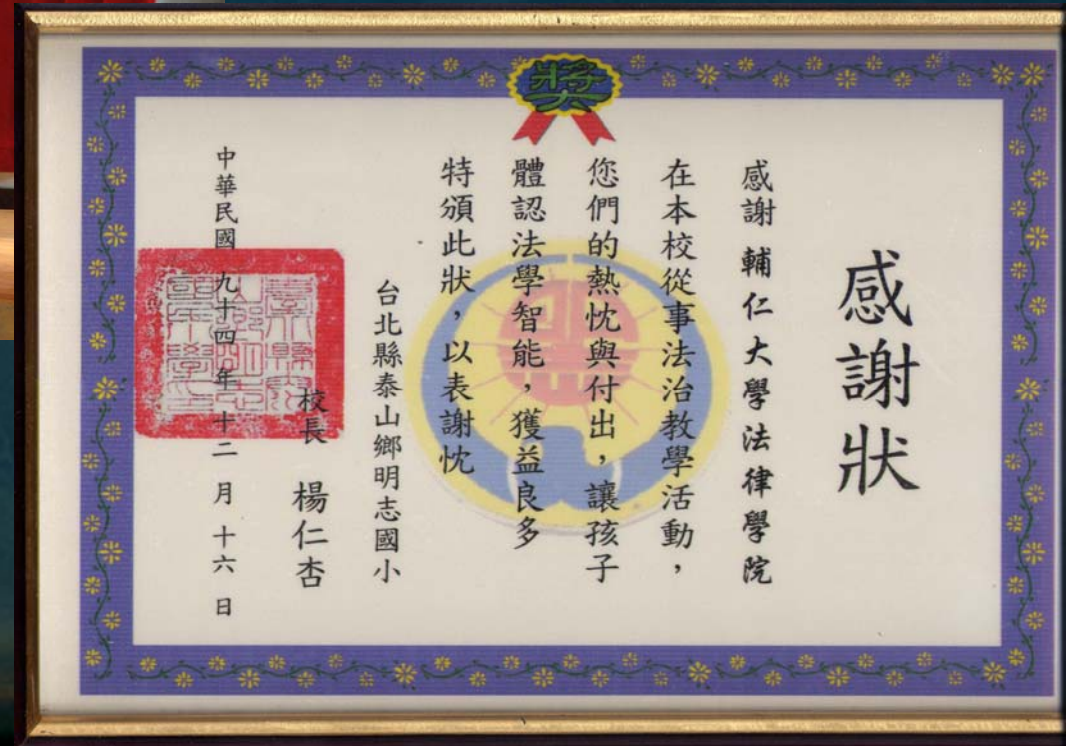 獎
感謝狀
感謝 輔仁大學法律學院
在本校從事法治教學活動，
您們的熱忱與付出，讓孩子
體認法學智能，獲益良多
特頒此狀，以表謝忱
台北縣泰山鄉明志國小
校長 楊仁杏
中華民國 九十四 年 十二 月 十六 日